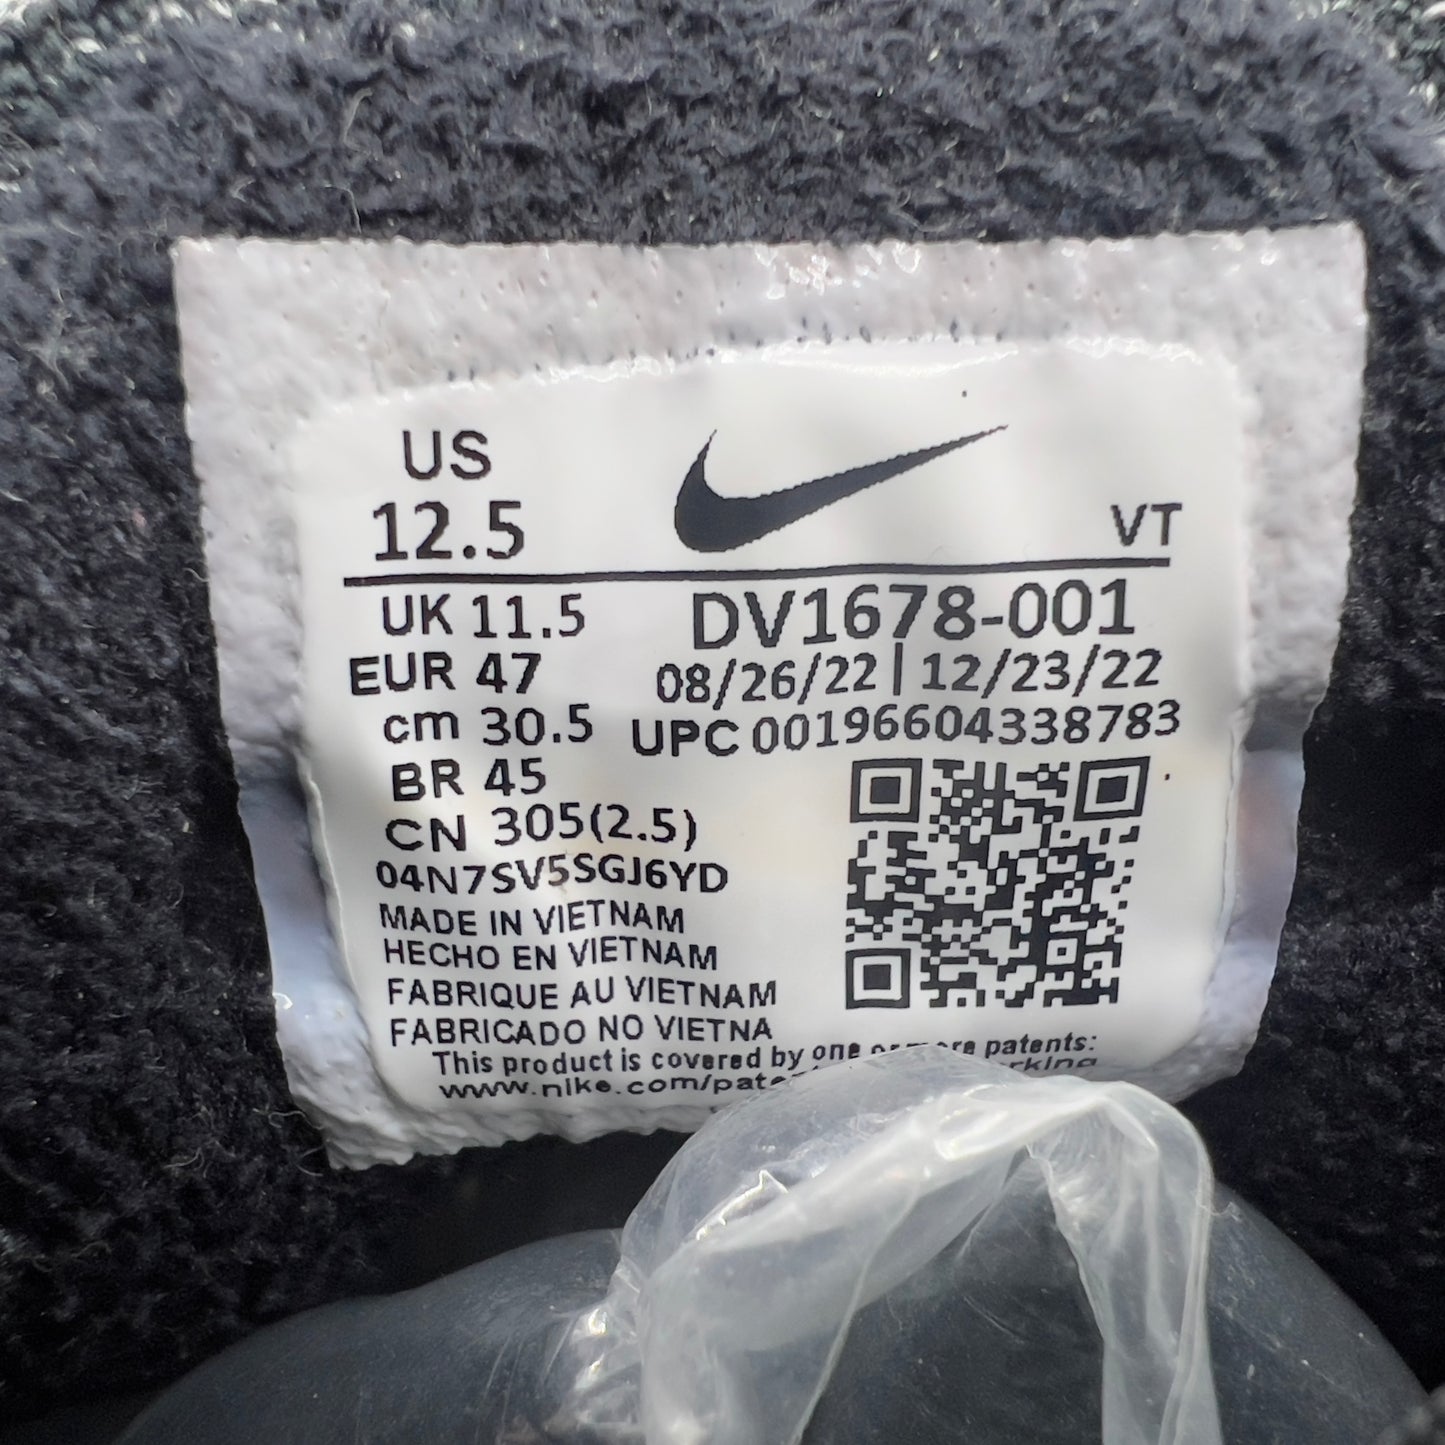 US
12.5
VT
UK 11.5
DV1678-001
EUR 47
08/26/22 | 12/23/22
cm 30.5
UPC 00196604338783
BR 45
CN 305(2.5)
04N7SV5SGJ6YD
MADE IN VIETNAM
HECHO EN VIETNAM
FABRIQUE AU VIETNAM
FABRICADO NO VIETNA
This product is covered by one or more patents:
www.nike.com/pate